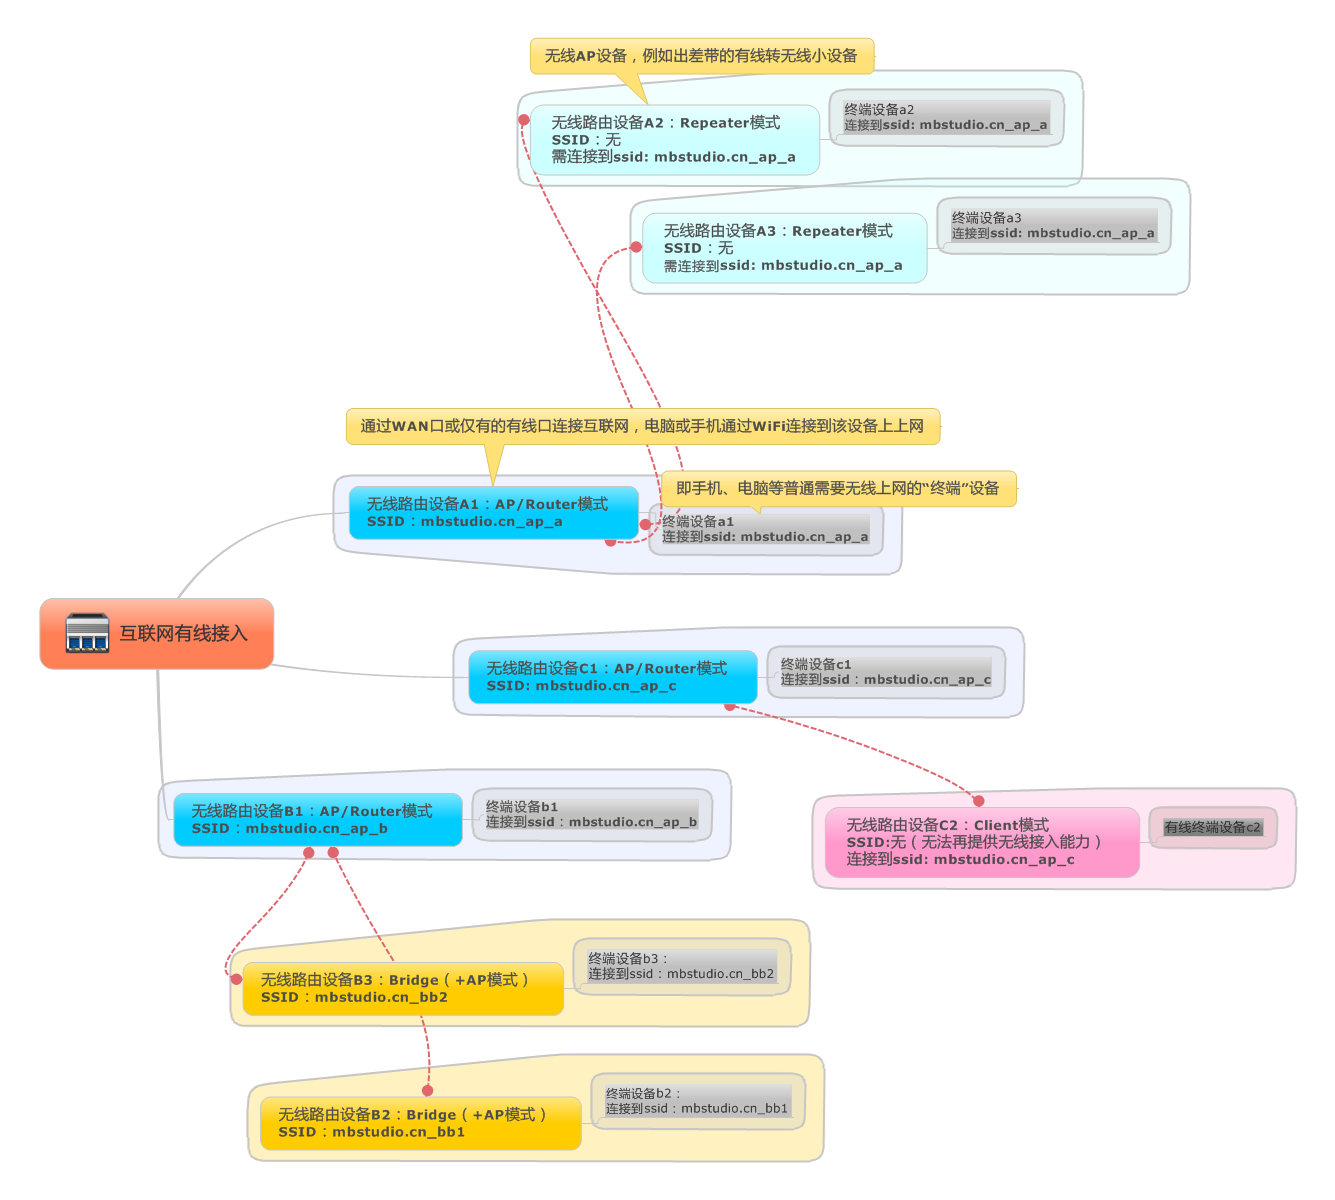 无线AP设备，例如出差带的有线转无线小设备
无线路由设备A2：Repeater模式
SSID：无
需连接到ssid: mbstudio.cn_ap_a
终端设备a2
连接到ssid: mbstudio.cn_ap_a
无线路由设备A3：Repeater模式
SSID：无
需连接到ssid: mbstudio.cn_ap_a
终端设备a3
连接到ssid: mbstudio.cn_ap_a
通过WAN口或仅有的有线口连接互联网，电脑或手机通过WiFi连接到该设备上上网
即手机、电脑等普通需要无线上网的“终端”设备
无线路由设备A1：AP/Router模式
SSID：mbstudio.cn_ap_a
终端设备a1
连接到ssid: mbstudio.cn_ap_a
互联网有线接入
无线路由设备C1：AP/Router模式
SSID: mbstudio.cn_ap_c
终端设备c1
连接到ssid：mbstudio.cn_ap_c
无线路由设备B1：AP/Router模式
SSID：mbstudio.cn_ap_b
终端设备b1
连接到ssid：mbstudio.cn_ap_b
无线路由设备C2：Client模式
SSID:无（无法再提供无线接入能力）
连接到ssid: mbstudio.cn_ap_c
有线终端设备c2
无线路由设备B3：Bridge（+AP模式）
SSID：mbstudio.cn_bb2
终端设备b3：
连接到ssid：mbstudio.cn_bb2
无线路由设备B2：Bridge（+AP模式）
SSID：mbstudio.cn_bb1
终端设备b2：
连接到ssid：mbstudio.cn_bb1